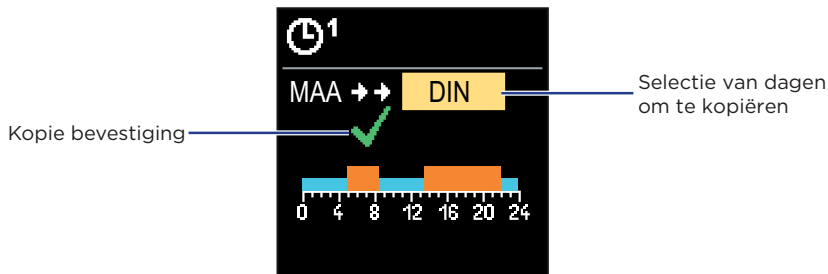 1
MAA DIN
Selectie van dagen
om te kopiëren
Kopie bevestiging
0 4 8 12 16 20 24